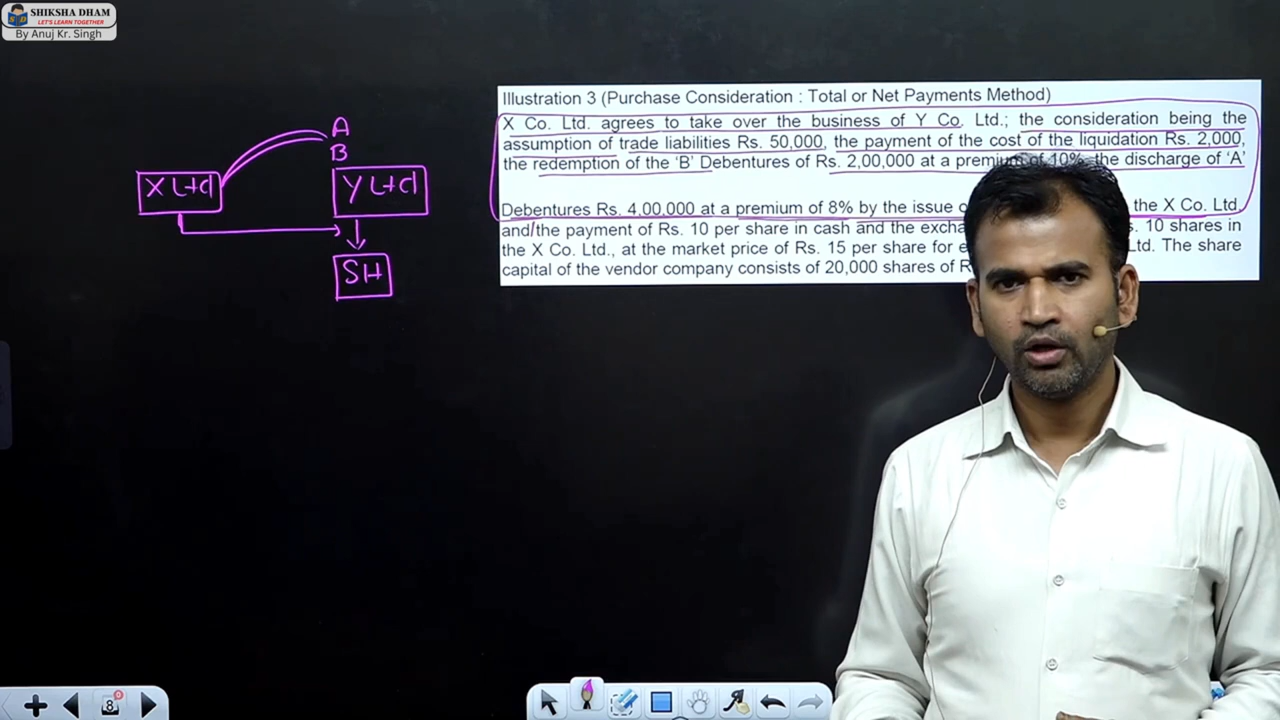 SHIKSHA DHAM
LET'S LEARN TOGETHER
By Anuj Kr. Singh
Illustration 3 (Purchase Consideration : Total or Net Payments Method)
X Co. Ltd. agrees to take over the business of Y Co. Ltd.; the consideration being the
assumption of trade liabilities Rs. 50,000, the payment of the cost of the liquidation Rs. 2,000,
the redemption of the 'B' Debentures of Rs. 2,00,000 at a premium of 10%, the discharge of 'A'
Debentures Rs. 4,00,000 at a premium of 8% by the issue the X Co. Ltd
and the payment of Rs. 10 per share in cash and the 10 shares in
the X Co. Ltd., at the market price of Rs. 15 per share for Ltd. The share
capital of the vendor company consists of 20,000 shares of
A
B
X Ltd
Y Ltd
SH
8